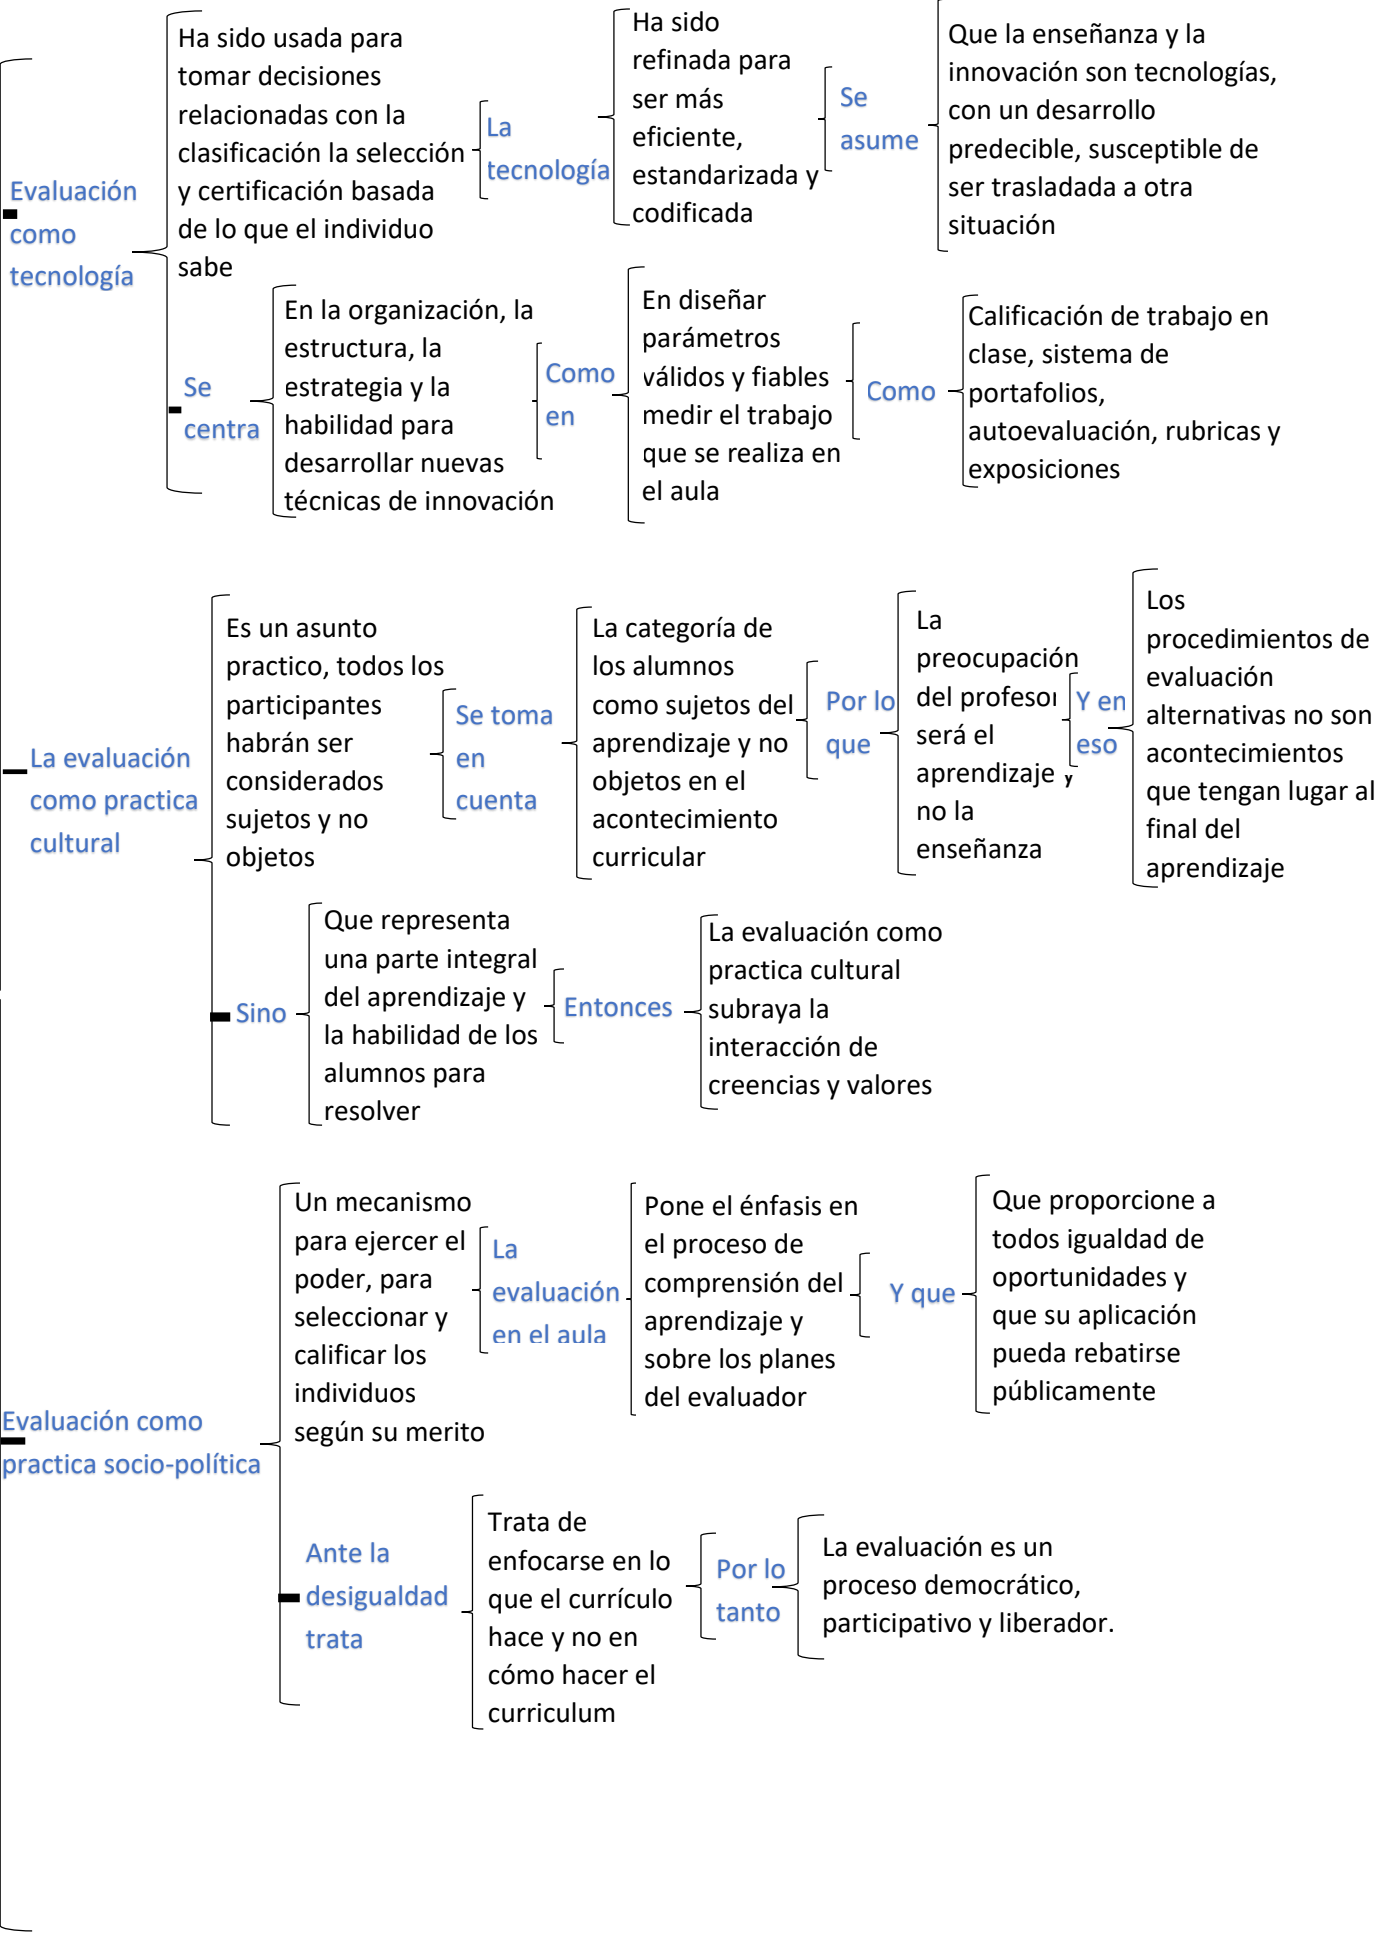 Evaluación
como
tecnología
Ha sido usada para
tomar decisiones
relacionadas con la
clasificación la selección
y certificación basada
de lo que el individuo
sabe
La
tecnología
Ha sido
refinada para
ser más
eficiente,
estandarizada y
codificada
Se
asume
Que la enseñanza y la
innovación son tecnologías,
con un desarrollo
predecible, susceptible de
ser trasladada a otra
situación
Se
centra
En la organización, la
estructura, la
estrategia y la
habilidad para
desarrollar nuevas
técnicas de innovación
Como
en
En diseñar
parámetros
válidos y fiables
medir el trabajo
que se realiza en
el aula
Como
Calificación de trabajo en
clase, sistema de
portafolios,
autoevaluación, rubricas y
exposiciones
La evaluación
como practica
cultural
Es un asunto
practico, todos los
participantes
habrán ser
considerados
sujetos y no
objetos
Se toma
en
cuenta
La categoría de
los alumnos
como sujetos del
aprendizaje y no
objetos en el
acontecimiento
curricular
Por lo
que
La
preocupación
del profesor
será el
aprendizaje y
no la
enseñanza
Y en
eso
Los
procedimientos de
evaluación
alternativas no son
acontecimientos
que tengan lugar al
final del
aprendizaje
Sino
Que representa
una parte integral
del aprendizaje y
la habilidad de los
alumnos para
resolver
Entonces
La evaluación como
practica cultural
subraya la
interacción de
creencias y valores
Evaluación como
practica socio-política
Un mecanismo
para ejercer el
poder, para
seleccionar y
calificar los
individuos
según su merito
La
evaluación
en el aula
Pone el énfasis en
el proceso de
comprensión del
aprendizaje y
sobre los planes
del evaluador
Y que
Que proporcione a
todos igualdad de
oportunidades y
que su aplicación
pueda rebatirse
públicamente
Ante la
desigualdad
trata
Trata de
enfocarse en lo
que el currículo
hace y no en
cómo hacer el
curriculum
Por lo
tanto
La evaluación es un
proceso democrático,
participativo y liberador.